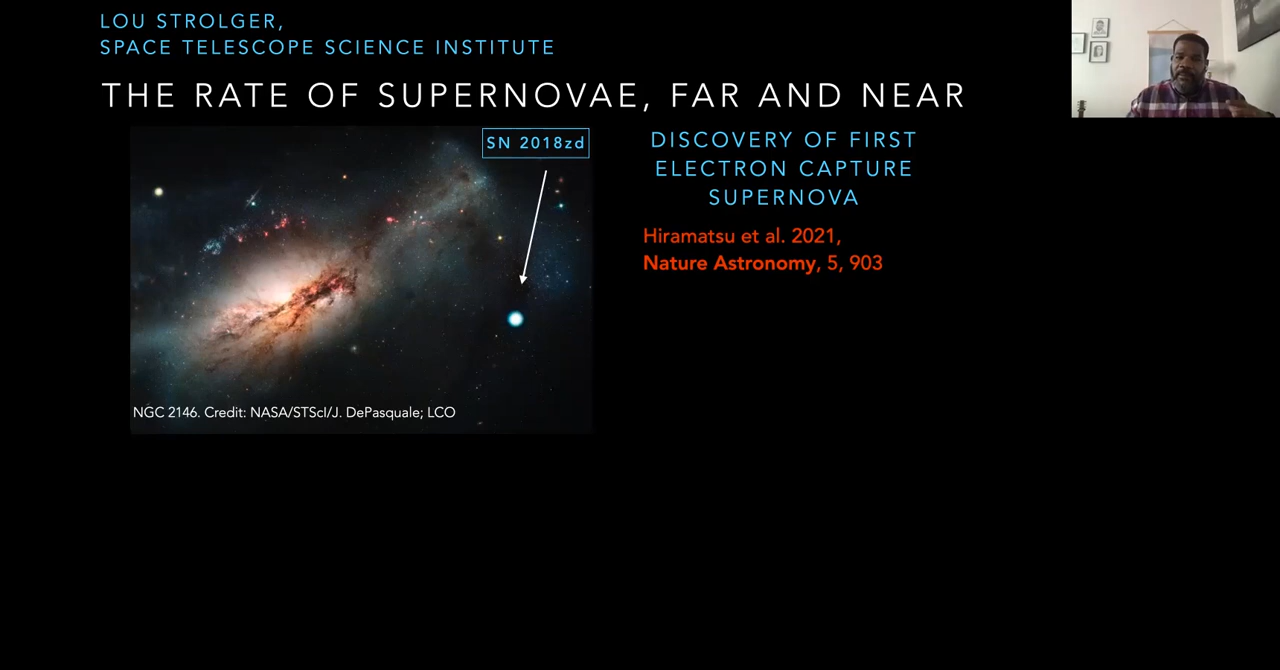 LOU STROLGER,
SPACE TELESCOPE SCIENCE INSTITUTE
THE RATE OF SUPERNOVAE, FAR AND NEAR
SN 2018zd
NGC 2146. Credit: NASA/STScI/J. DePasquale; LCO
DISCOVERY OF FIRST
ELECTRON CAPTURE
SUPERNOVA
Hiramatsu et al. 2021,
Nature Astronomy, 5, 903